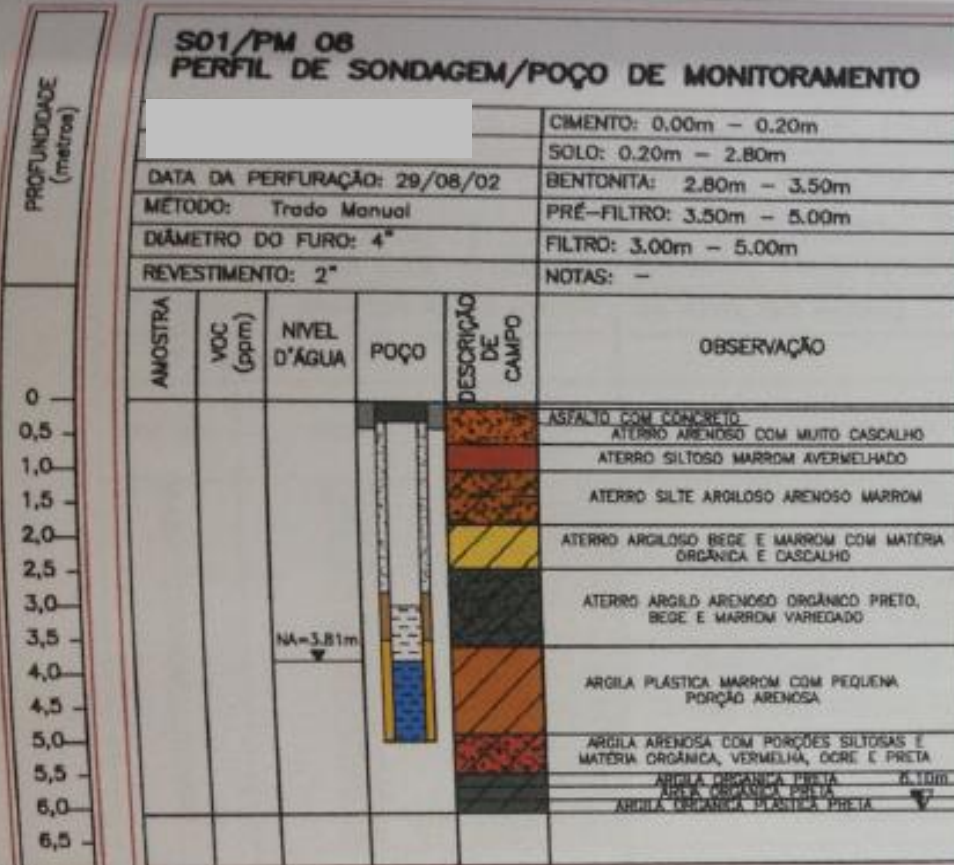 S01/PM 08
PERFIL DE SONDAGEM/POÇO DE MONITORAMENTO
PROFUNDIDADE
(metros)
CIMENTO: 0.00m - 0.20m
SOLO: 0.20m - 2.80m
DATA DA PERFURAÇÃO: 29/08/02
BENTONITA: 2.80m - 3.50m
MÉTODO: Trado Manual
PRÉ-FILTRO: 3.50m - 5.00m
DIÂMETRO DO FURO: 4"
FILTRO: 3.00m - 5.00m
REVESTIMENTO: 2"
NOTAS: -
AMOSTRA
VOC
(ppm)
NIVEL
D'ÁGUA
POÇO
DESCRIÇÃO
DE
CAMPO
OBSERVAÇÃO
0
0,5
1,0
1,5
2,0
2,5
3,0
3,5
4,0
4,5
5,0
5,5
6,0
6,5
NA=3.81m
ASFALTO COM CONCRETO
ATERRO ARENOSO COM MUITO CASCALHO
ATERRO SILTOSO MARROM AVERMELHADO
ATERRO SILTE ARGILOSO ARENOSO MARROM
ATERRO ARGILOSO BEGE E MARROM COM MATÉRIA
ORGÂNICA E CASCALHO
ATERRO ARGILO ARENOSO ORGÂNICO PRETO,
BEGE E MARROM VARIEGADO
ARGILA PLÁSTICA MARROM COM PEQUENA
PORÇÃO ARENOSA
ARGILA ARENOSA COM PORÇÕES SILTOSAS E
MATÉRIA ORGÂNICA, VERMELHA, OCRE E PRETA
ARGILA ORGÂNICA PRETA
6.10m
AREIA ORGÂNICA PRETA
ARGILA ORGÂNICA PLÁSTICA PRETA